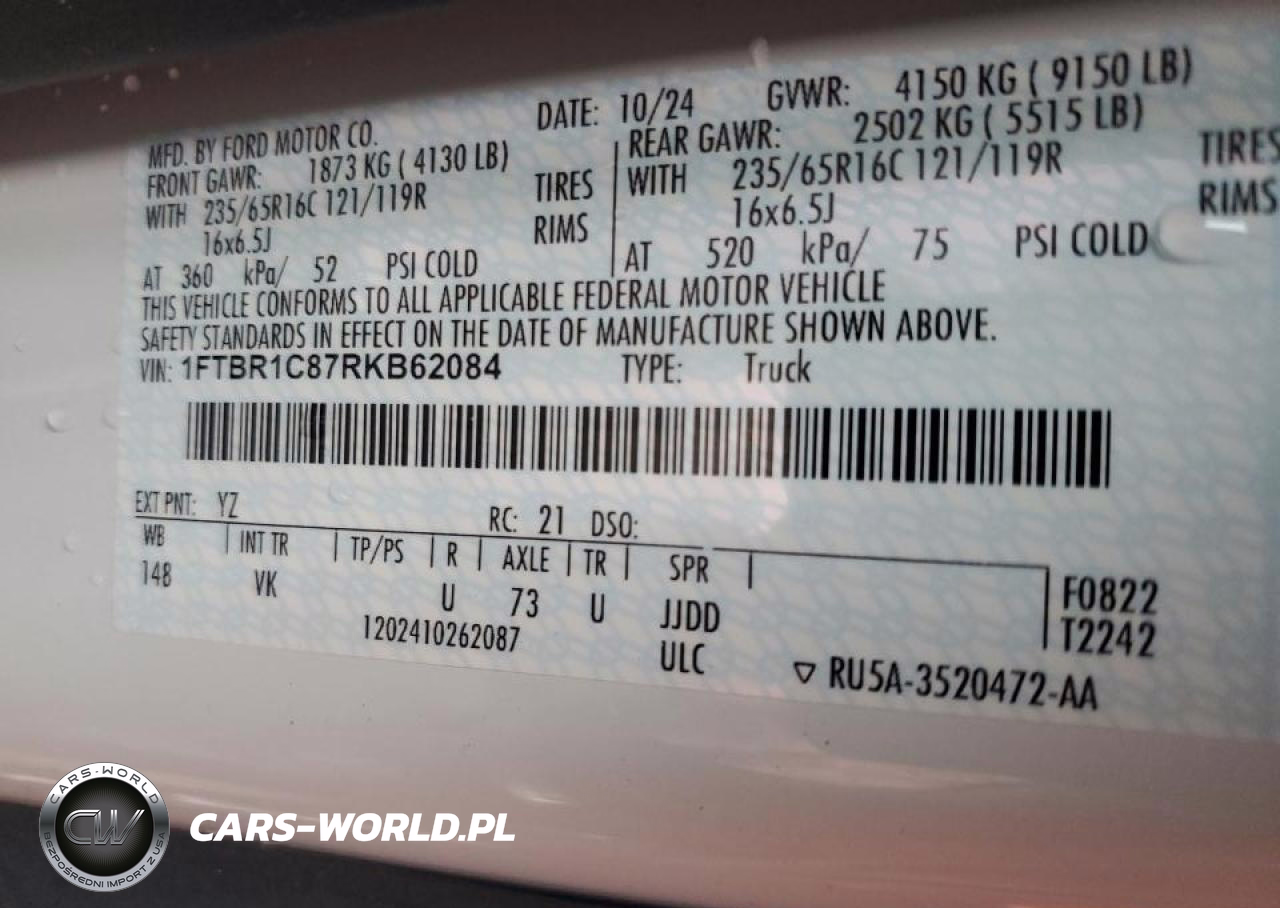 DATE: 10/24 GVWR: 4150 KG ( 9150 LB)
MFD. BY FORD MOTOR CO.
FRONT GAWR: 1873 KG ( 4130 LB)
WITH 235/65R16C 121/119R TIRES
16x6.5J RIMS
AT 360 kPa/ 52 PSI COLD
REAR GAWR: 2502 KG ( 5515 LB)
WITH 235/65R16C 121/119R TIRES
16x6.5J RIMS
AT 520 kPa/ 75 PSI COLD
THIS VEHICLE CONFORMS TO ALL APPLICABLE FEDERAL MOTOR VEHICLE
SAFETY STANDARDS IN EFFECT ON THE DATE OF MANUFACTURE SHOWN ABOVE.
VIN: 1FTBR1C87RKB62084 TYPE: Truck
EXT PNT: YZ RC: 21 DSO:
WB INT TR TP/PS R AXLE TR SPR
148 VK U 73 U JJDD
F0822
T2242
1202410262087 ULC
RU5A-3520472-AA
CARS-WORLD
CW
BEZPOŚREDNI IMPORT Z USA
CARS-WORLD.PL